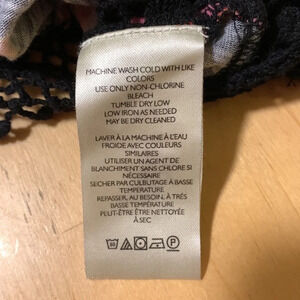 MACHINE WASH COLD WITH LIKE
COLORS
USE ONLY NON-CHLORINE
BLEACH
TUMBLE DRY LOW
LOW IRON AS NEEDED
MAY BE DRY CLEANED
LAVER À LA MACHINE À L'EAU
FROIDE AVEC COULEURS
SIMILAIRES
UTILISER UN AGENT DE
BLANCHIMENT SANS CHLORE SI
NÉCESSAIRE
SECHER PAR CULBUTAGE À BASSE
TEMPERATURE
REPASSER, AU BESOIN, À TRÈS
BASSE TEMPÉRATURE
PEUT-ÊTRE ÊTRE NETTOYÉE
À SEC